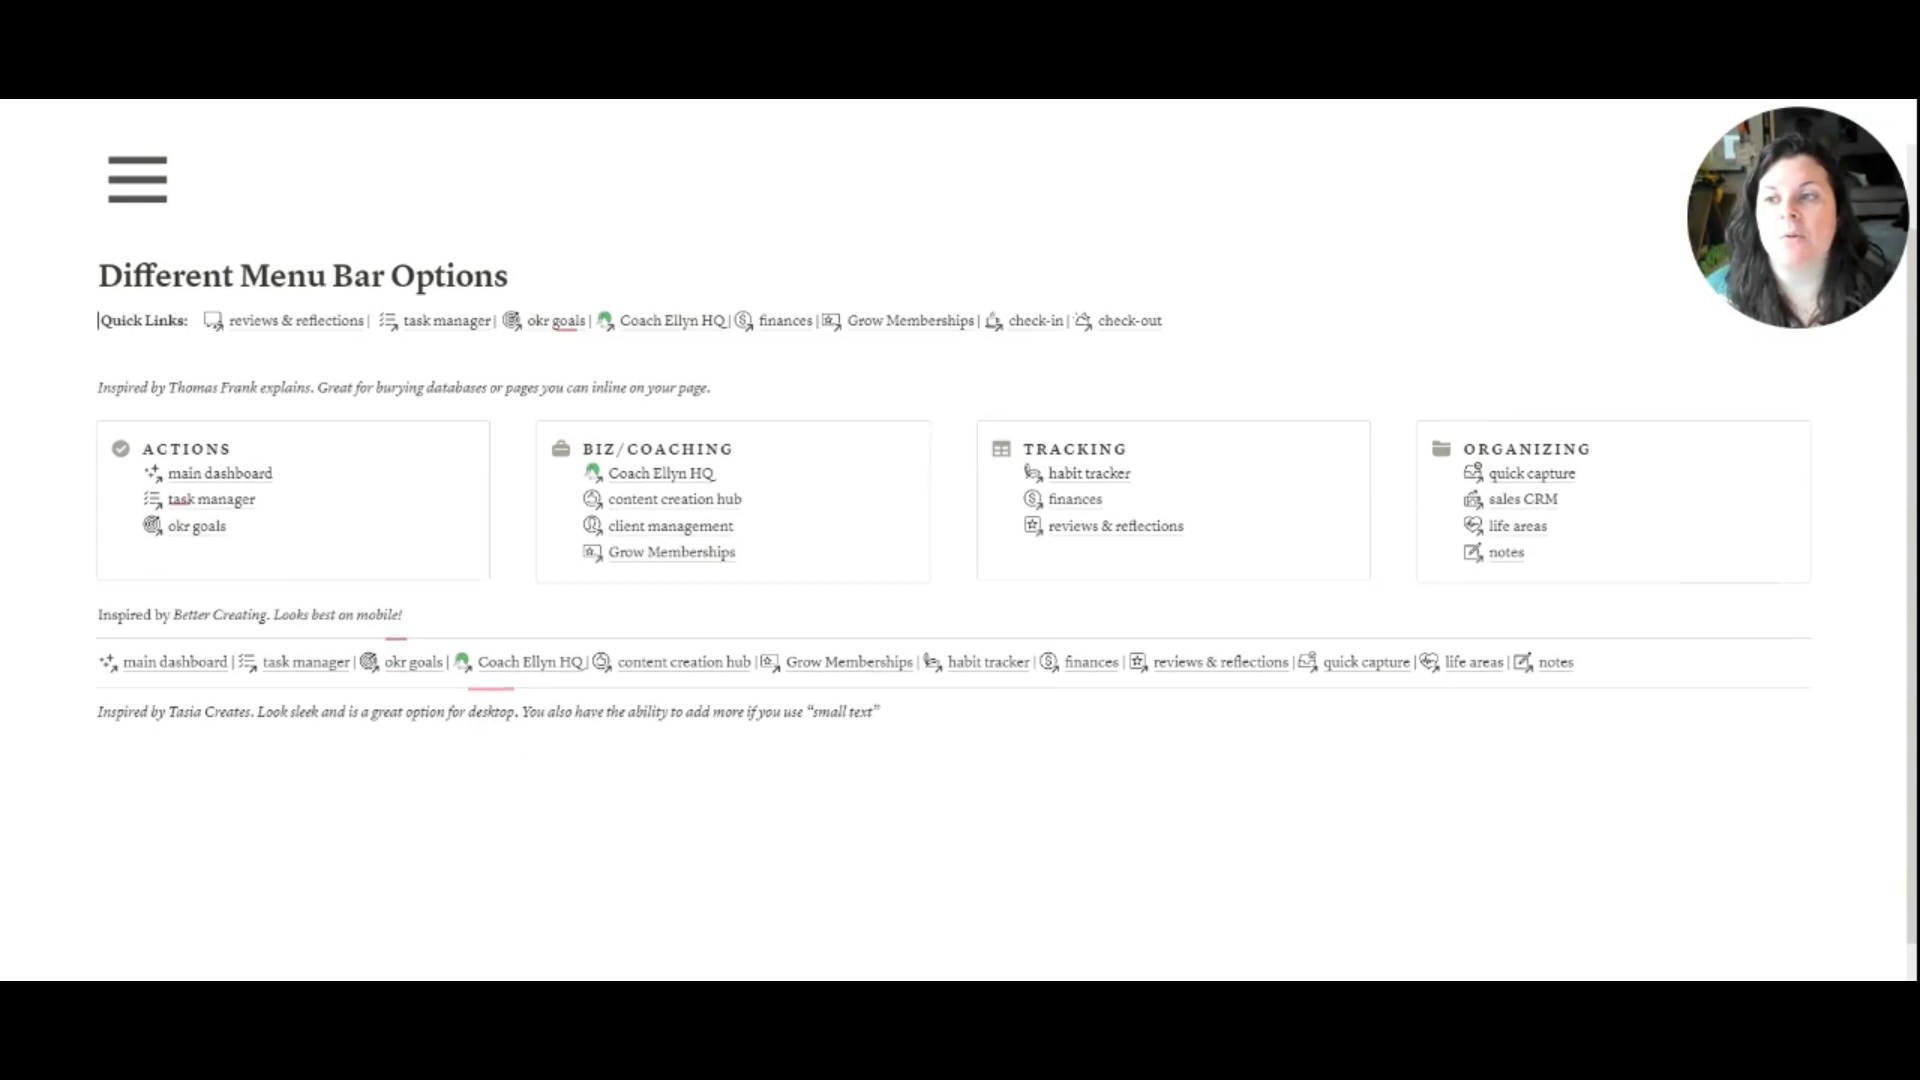 Different Menu Bar Options
Quick Links: reviews & reflections | task manager | okr goals | Coach Ellyn HQ | finances | Grow Memberships | check-in | check-out
Inspired by Thomas Frank explains. Great for burying databases or pages you can inline on your page.
ACTIONS
main dashboard
task manager
okr goals
BIZ/COACHING
Coach Ellyn HQ
content creation hub
client management
Grow Memberships
TRACKING
habit tracker
finances
reviews & reflections
ORGANIZING
quick capture
sales CRM
life areas
notes
Inspired by Better Creating. Looks best on mobile!
main dashboard | task manager | okr goals | Coach Ellyn HQ | content creation hub | Grow Memberships | habit tracker | finances | reviews & reflections | quick capture | life areas | notes
Inspired by Tasia Creates. Look sleek and is a great option for desktop. You also have the ability to add more if you use “small text”